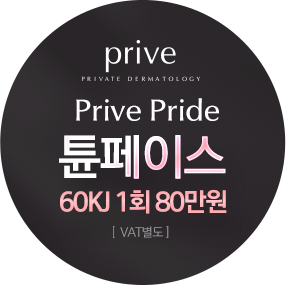 prive
PRIVATE DERMATOLOGY
Prive Pride
튠페이스
60KJ 1회 80만원
[ VAT별도 ]